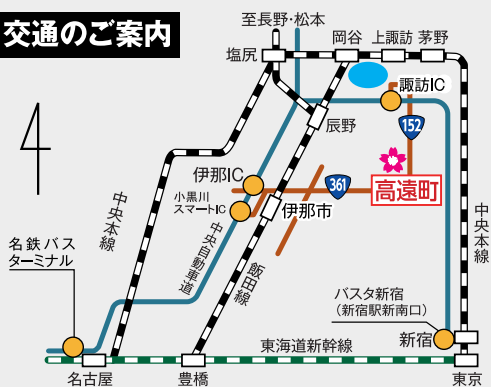 交通のご案内
至長野・松本
塩尻
岡谷
上諏訪
茅野
諏訪IC
152
辰野
伊那IC
361
高遠町
小黒川
スマートIC
伊那市
中央本線
中央自動車道
飯田線
中央本線
名鉄バス
ターミナル
バスタ新宿
(新宿駅新南口)
新宿
東海道新幹線
名古屋
豊橋
東京